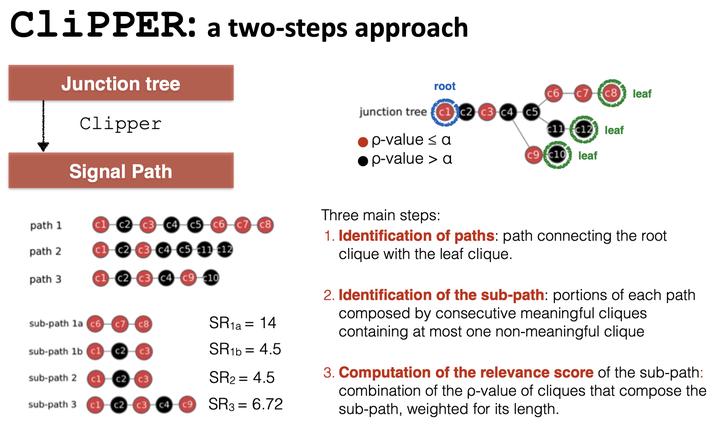 CliPPER: a two-steps approach
Junction tree
Clipper
Signal Path
root
junction tree
c1 c2 c3 c4 c5 c6 c7 c8 leaf
c11 c12 leaf
c9 c10 leaf
ρ-value ≤ α
ρ-value > α
path 1 c1 c2 c3 c4 c5 c6 c7 c8
path 2 c1 c2 c3 c4 c5 c11 c12
path 3 c1 c2 c3 c4 c9 c10
sub-path 1a c6 c7 c8 SR1a = 14
sub-path 1b c1 c2 c3 SR1b = 4.5
sub-path 2 c1 c2 c3 SR2 = 4.5
sub-path 3 c1 c2 c3 c4 c9 SR3 = 6.72
Three main steps:
1. Identification of paths: path connecting the root
clique with the leaf clique.
2. Identification of the sub-path: portions of each path
composed by consecutive meaningful cliques
containing at most one non-meaningful clique
3. Computation of the relevance score of the sub-path:
combination of the ρ-value of cliques that compose the
sub-path, weighted for its length.